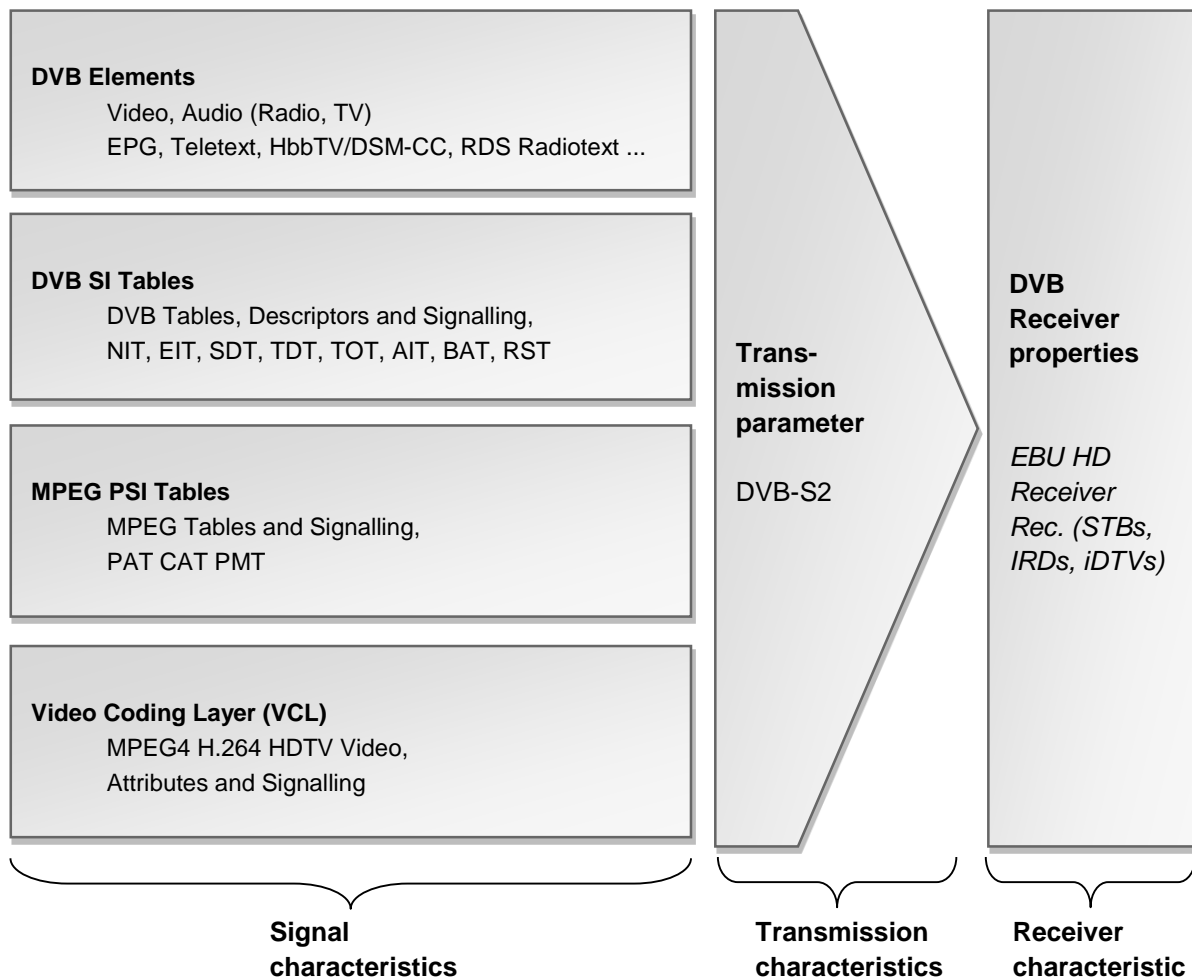 DVB Elements
Video, Audio (Radio, TV)
EPG, Teletext, HbbTV/DSM-CC, RDS Radiotext ...
DVB SI Tables
DVB Tables, Descriptors and Signalling,
NIT, EIT, SDT, TDT, TOT, AIT, BAT, RST
MPEG PSI Tables
MPEG Tables and Signalling,
PAT CAT PMT
Video Coding Layer (VCL)
MPEG4 H.264 HDTV Video,
Attributes and Signalling
Trans-
mission
parameter
DVB-S2
DVB
Receiver
properties
EBU HD
Receiver
Rec. (STBs,
IRDs, iDTVs)
Signal
characteristics
Transmission
characteristics
Receiver
characteristic